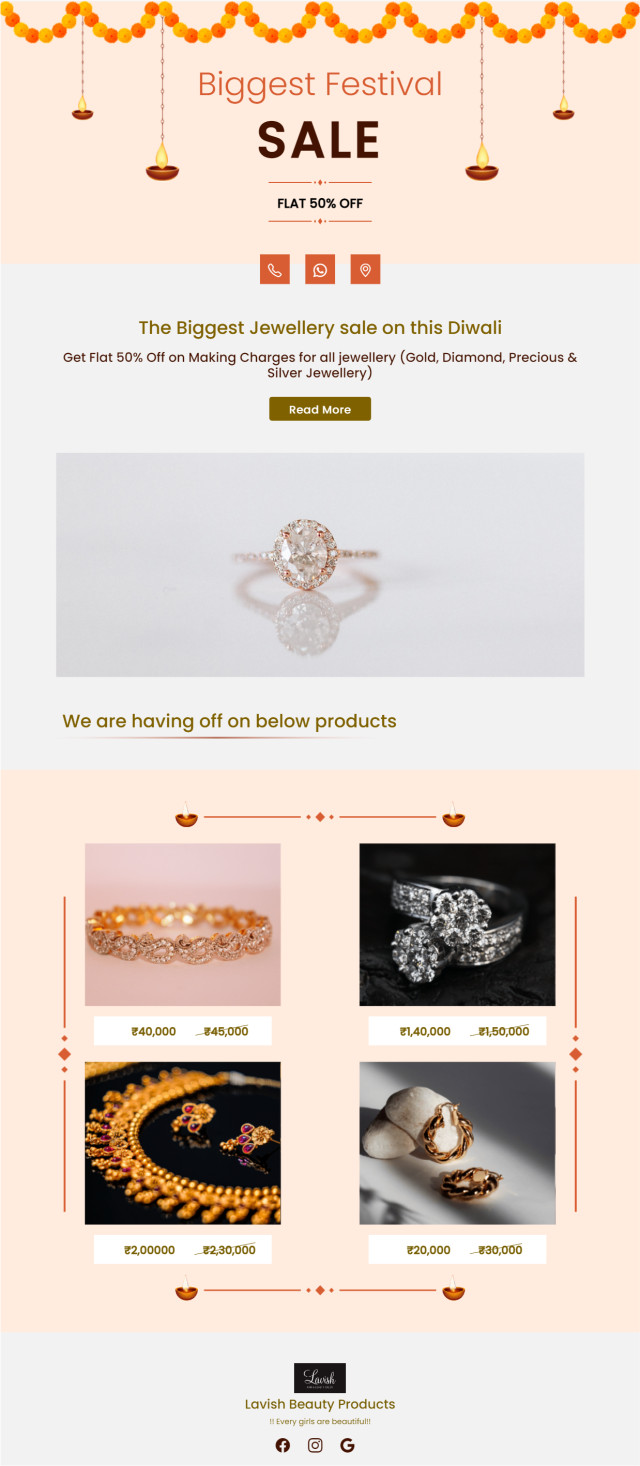 Biggest Festival
SALE
FLAT 50% OFF
The Biggest Jewellery sale on this Diwali
Get Flat 50% Off on Making Charges for all jewellery (Gold, Diamond, Precious &
Silver Jewellery)
Read More
We are having off on below products
₹40,000 ₹45,000
₹1,40,000 ₹1,50,000
₹2,00000 ₹2,30,000
₹20,000 ₹30,000
Lavish
Lavish Beauty Products
!! Every girls are beautiful!!